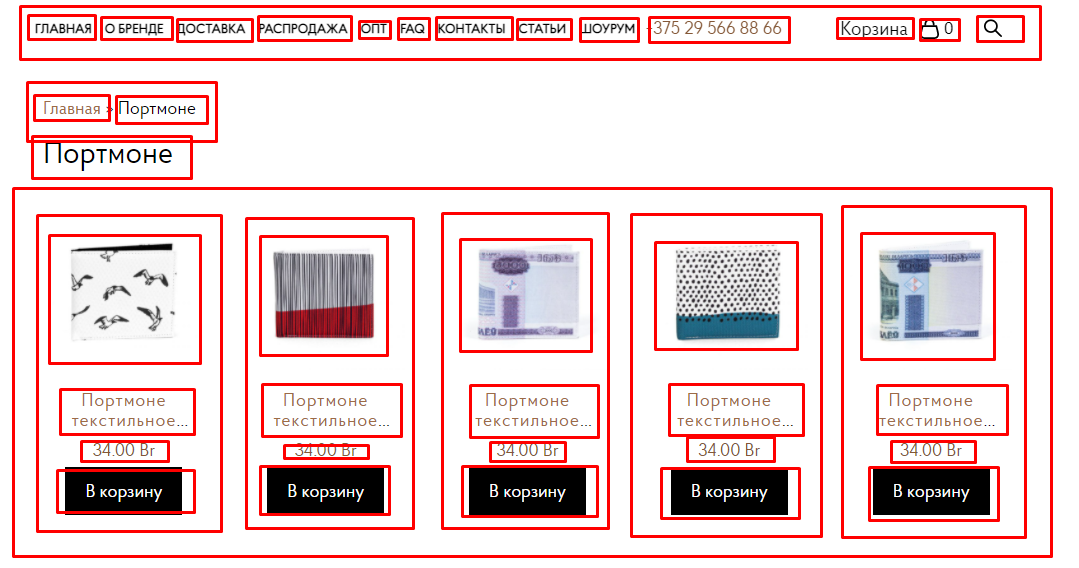 ГЛАВНАЯ О БРЕНДЕ ДОСТАВКА РАСПРОДАЖА ОПТ FAQ КОНТАКТЫ СТАТЬИ ШОУРУМ +375 29 566 88 66 Корзина 0
Главная » Портмоне
Портмоне
Портмоне Портмоне Портмоне Портмоне Портмоне
текстильное... текстильное... текстильное... текстильное... текстильное...
34.00 Br 34.00 Br 34.00 Br 34.00 Br 34.00 Br
В корзину В корзину В корзину В корзину В корзину